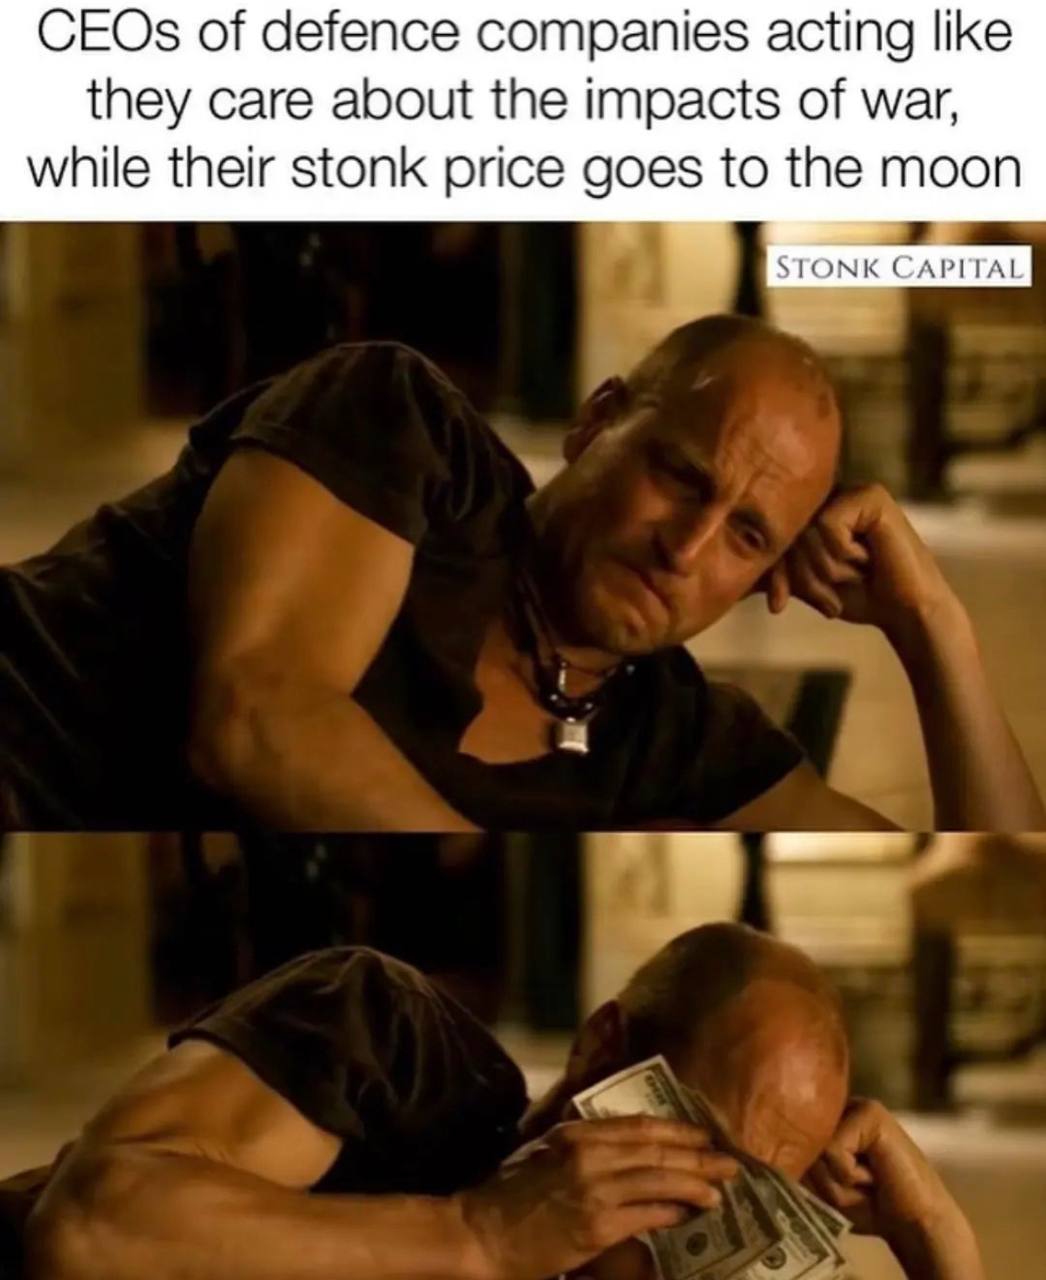 CEOs of defence companies acting like
they care about the impacts of war,
while their stonk price goes to the moon
STONK CAPITAL